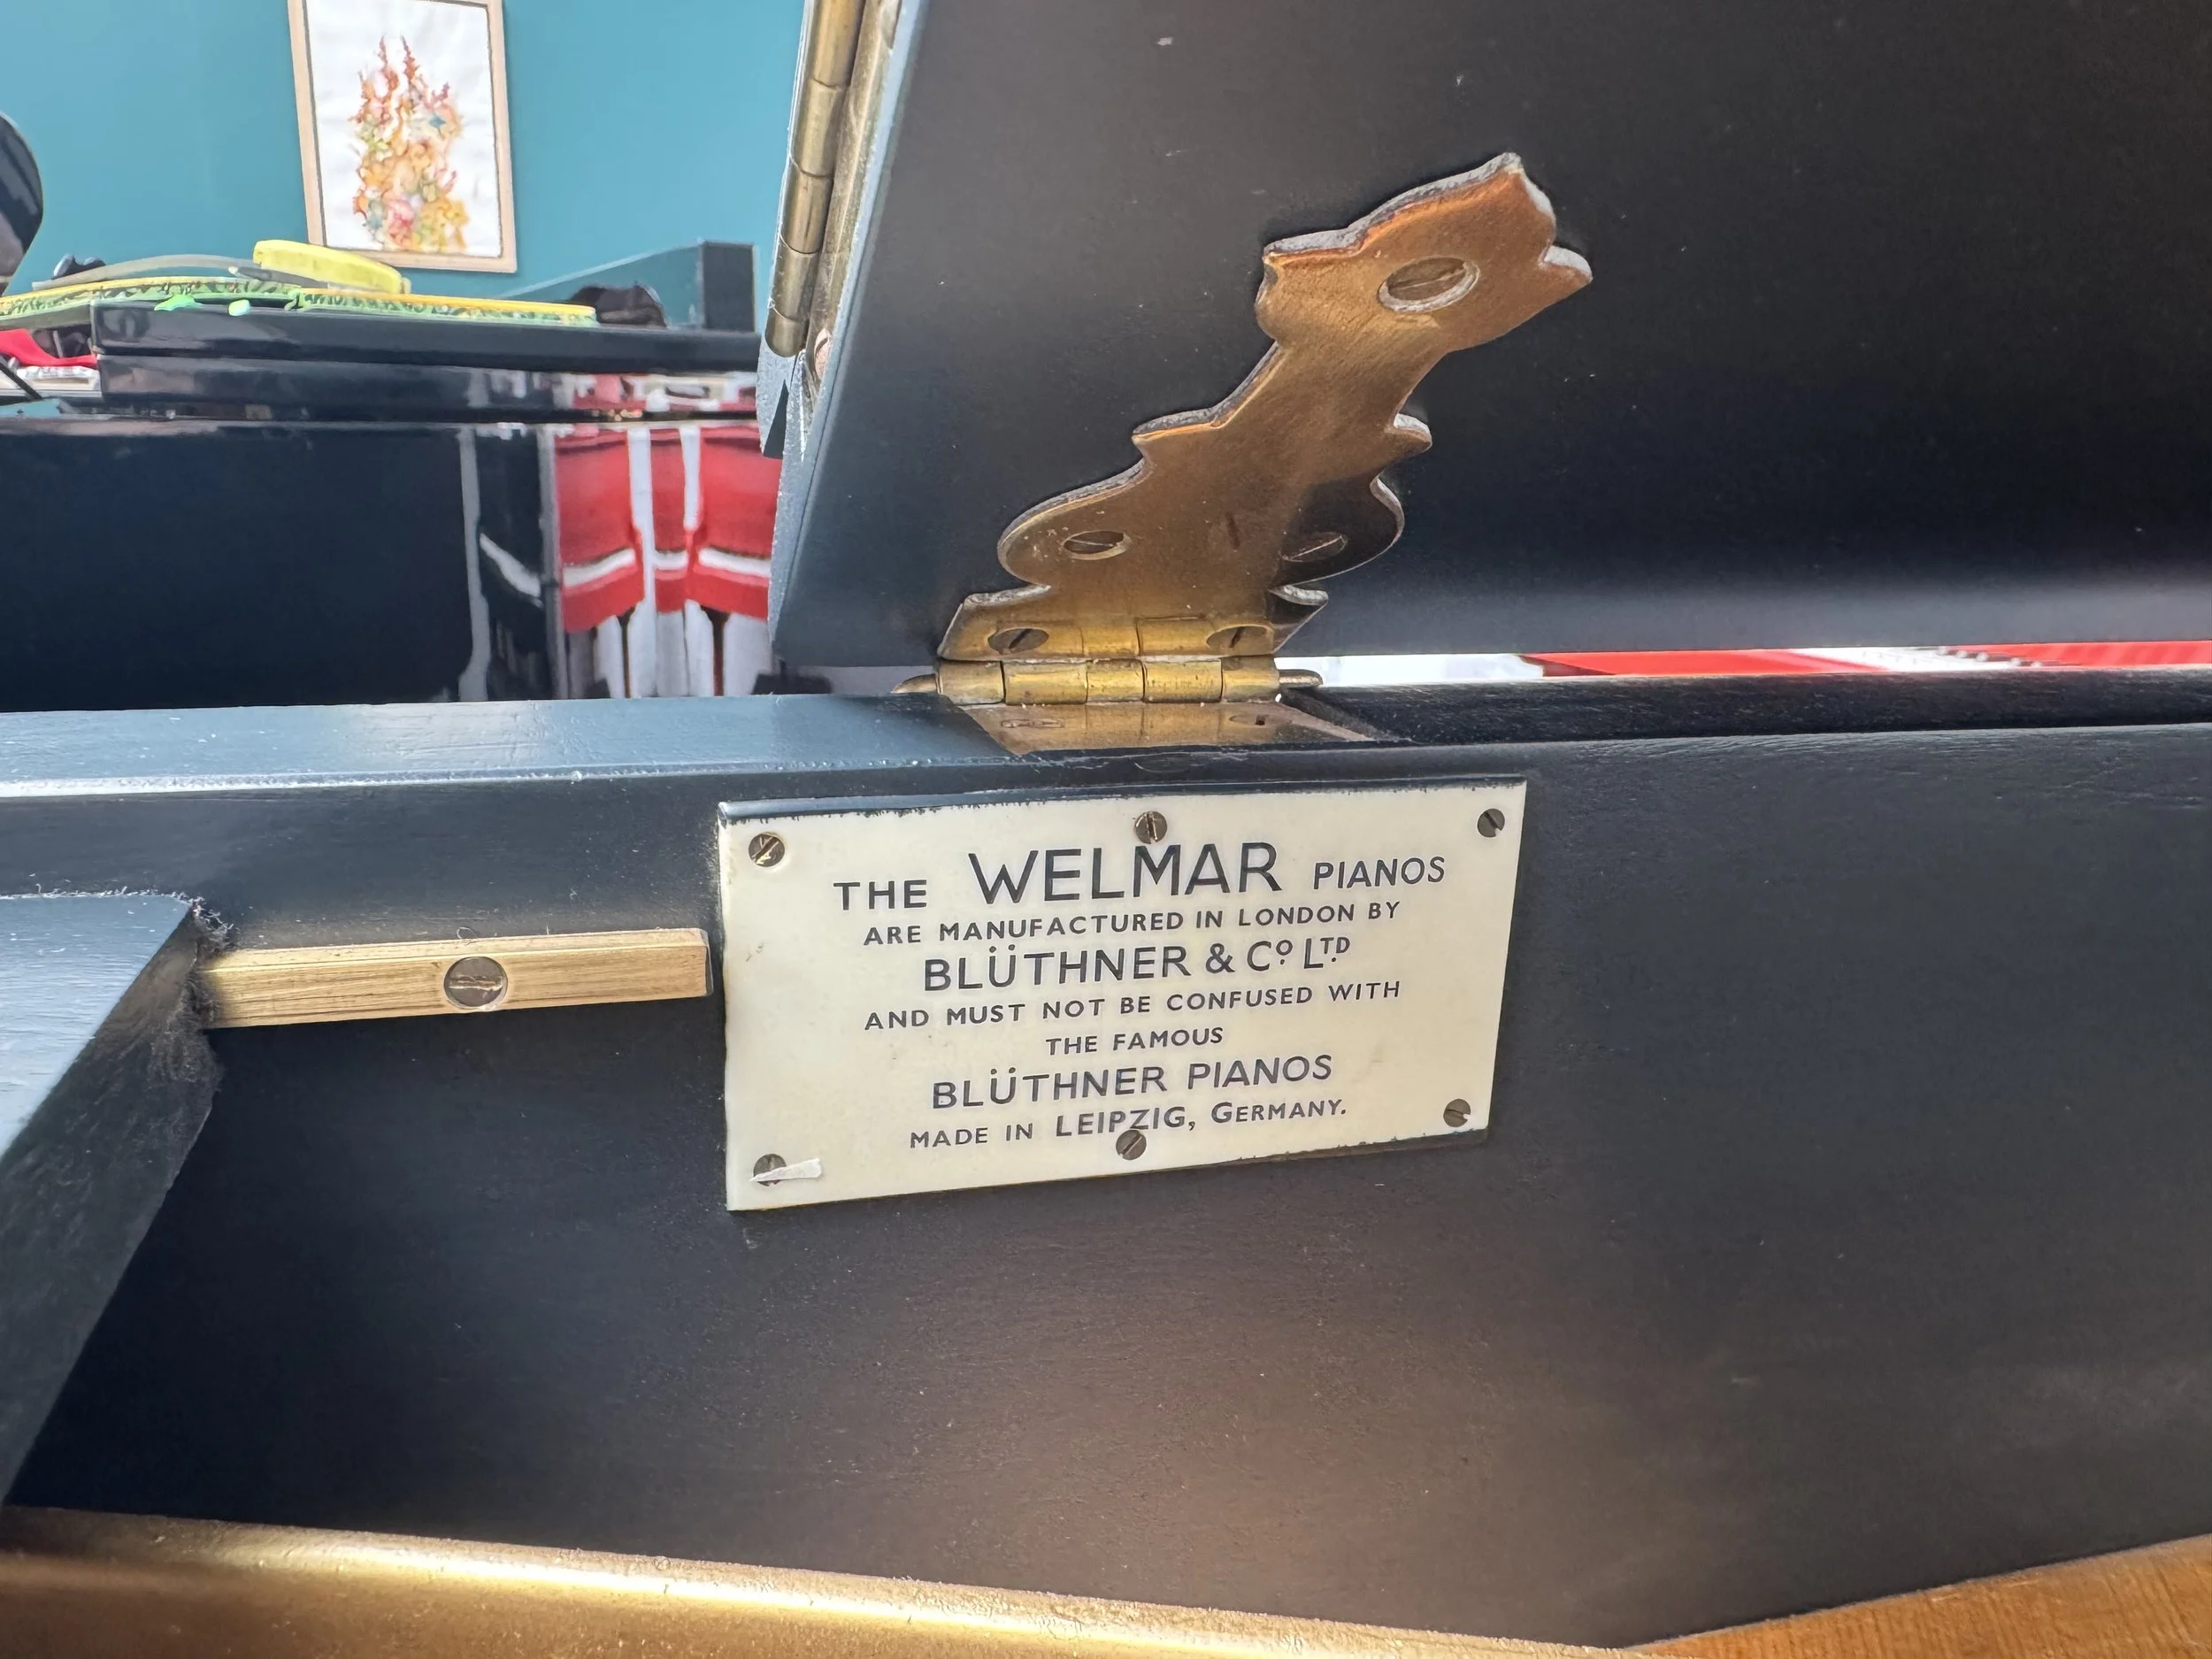 THE WELMAR PIANOS
ARE MANUFACTURED IN LONDON BY
BLÜTHNER & Cº. LTD.
AND MUST NOT BE CONFUSED WITH
THE FAMOUS
BLÜTHNER PIANOS
MADE IN LEIPZIG, GERMANY.